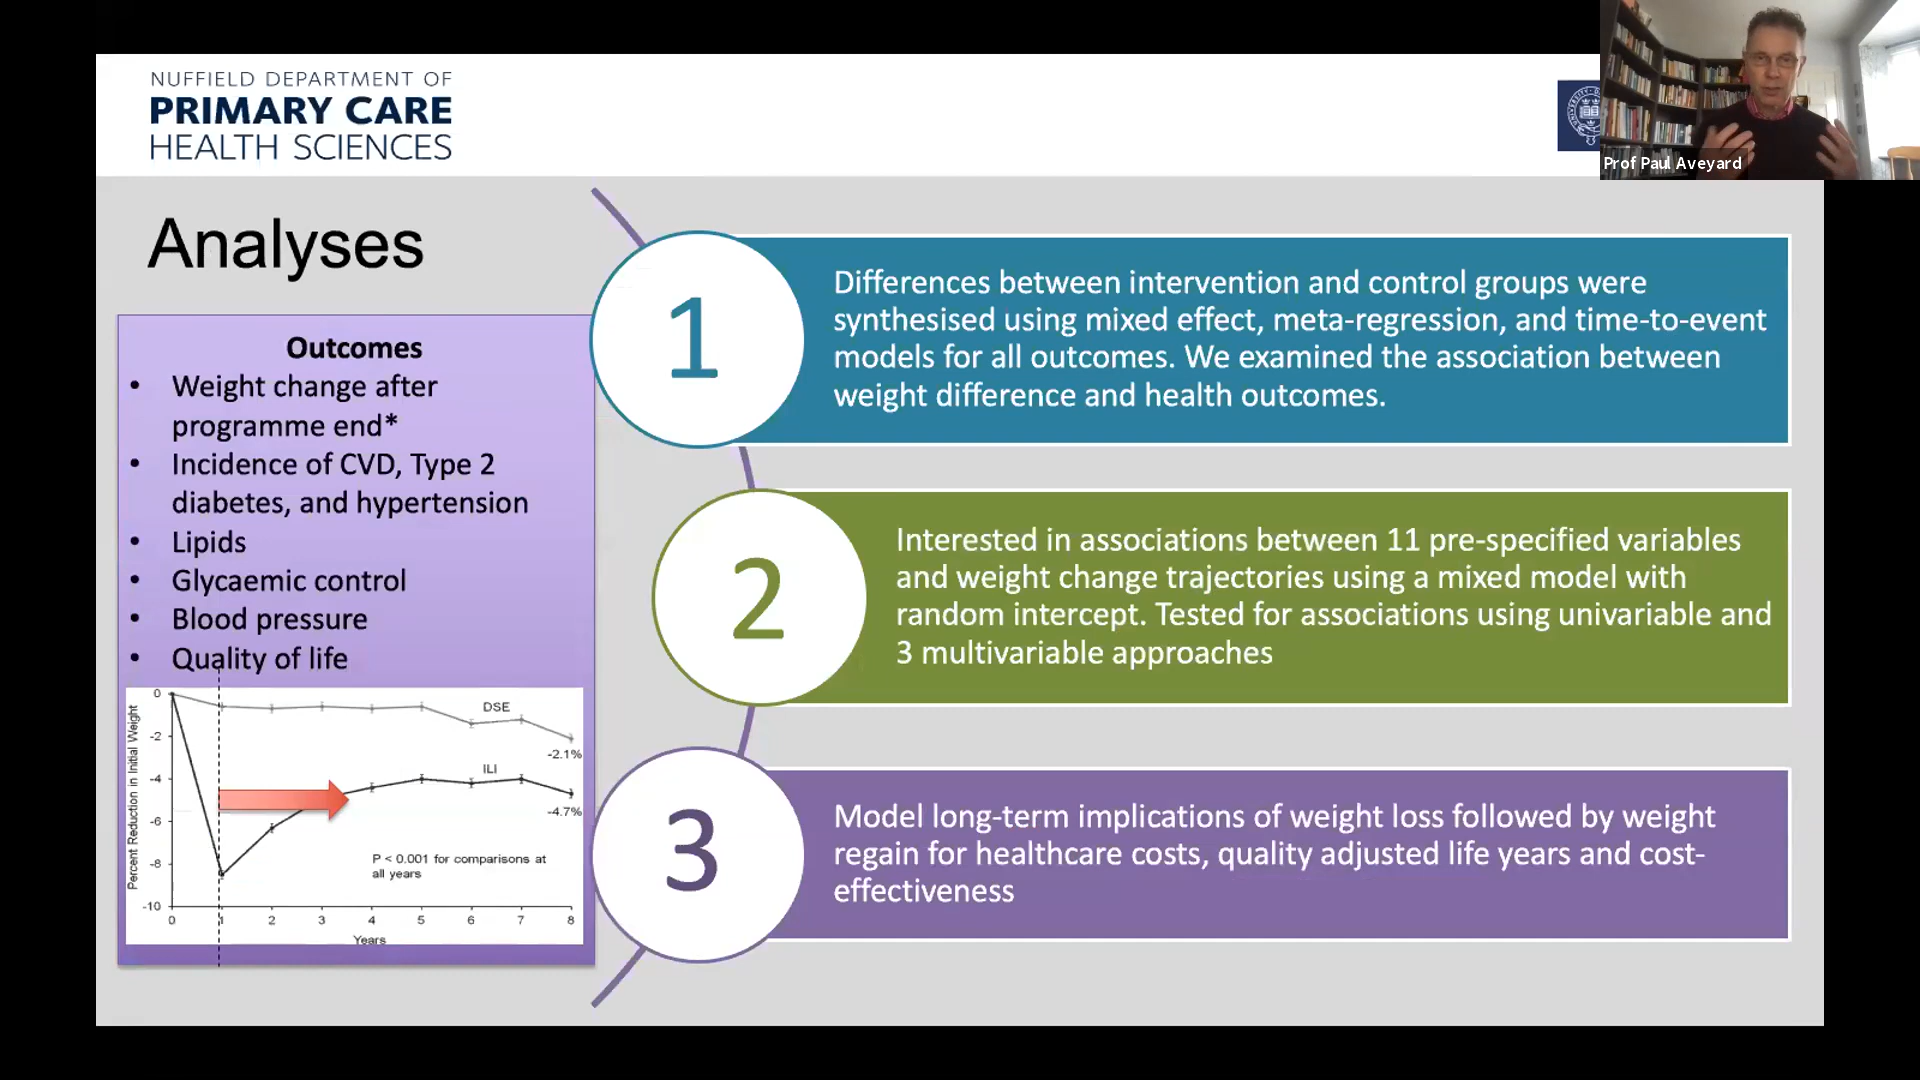 NUFFIELD DEPARTMENT OF
PRIMARY CARE
HEALTH SCIENCES
Prof Paul Aveyard
Analyses
Outcomes
• Weight change after
programme end*
• Incidence of CVD, Type 2
diabetes, and hypertension
• Lipids
• Glycaemic control
• Blood pressure
• Quality of life
Percent Reduction in Initial Weight
0
-2
-4
-6
-8
-10
DSE
-2.1%
ILI
-4.7%
P < 0.001 for comparisons at
all years
0 1 2 3 4 5 6 7 8
Years
1
Differences between intervention and control groups were
synthesised using mixed effect, meta-regression, and time-to-event
models for all outcomes. We examined the association between
weight difference and health outcomes.
2
Interested in associations between 11 pre-specified variables
and weight change trajectories using a mixed model with
random intercept. Tested for associations using univariable and
3 multivariable approaches
3
Model long-term implications of weight loss followed by weight
regain for healthcare costs, quality adjusted life years and cost-
effectiveness